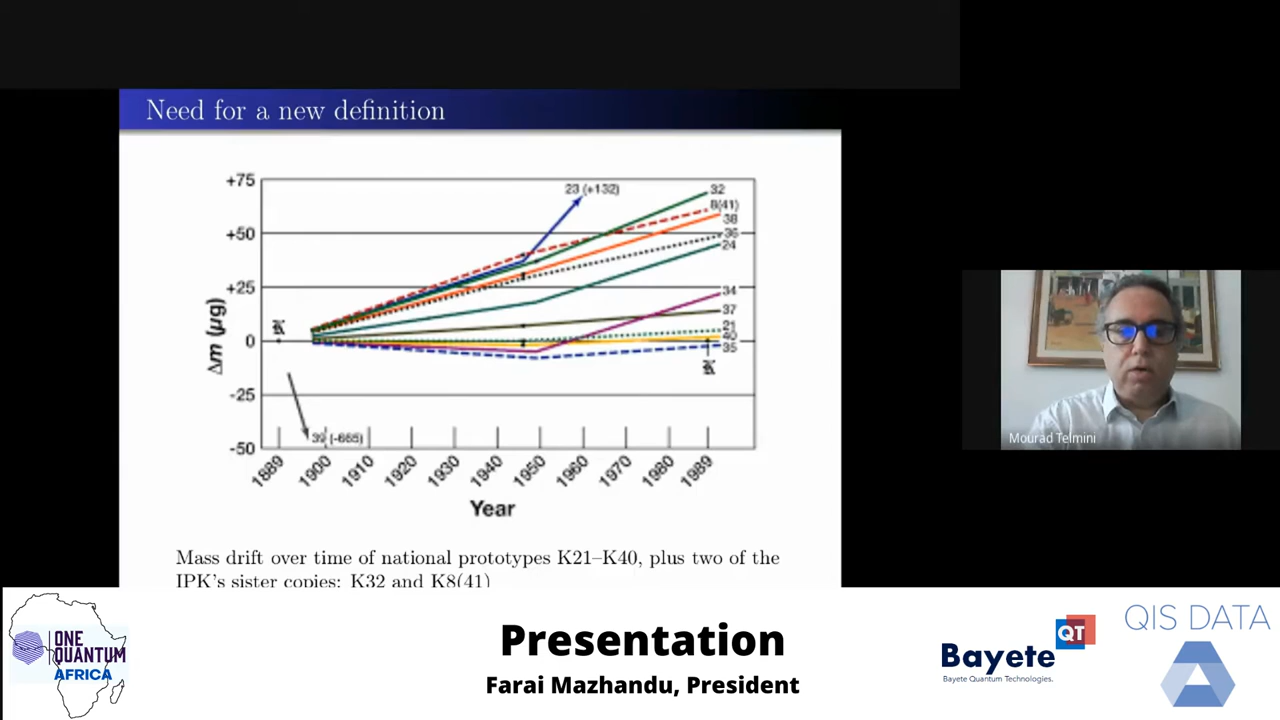 Need for a new definition
+75
+50
+25
0
-25
-50
Δm (µg)
23 (+132)
32
8(41)
38
36
24
34
37
21
40
35
K
K
39 (-665)
1889
1900
1910
1920
1930
1940
1950
1960
1970
1980
1989
Year
Mass drift over time of national prototypes K21–K40, plus two of the
IPK's sister copies: K32 and K8(41)
Mourad Telmini
ONE
QUANTUM
AFRICA
Presentation
Farai Mazhandu, President
Bayete
QT
Bayete Quantum Technologies.
QIS DATA